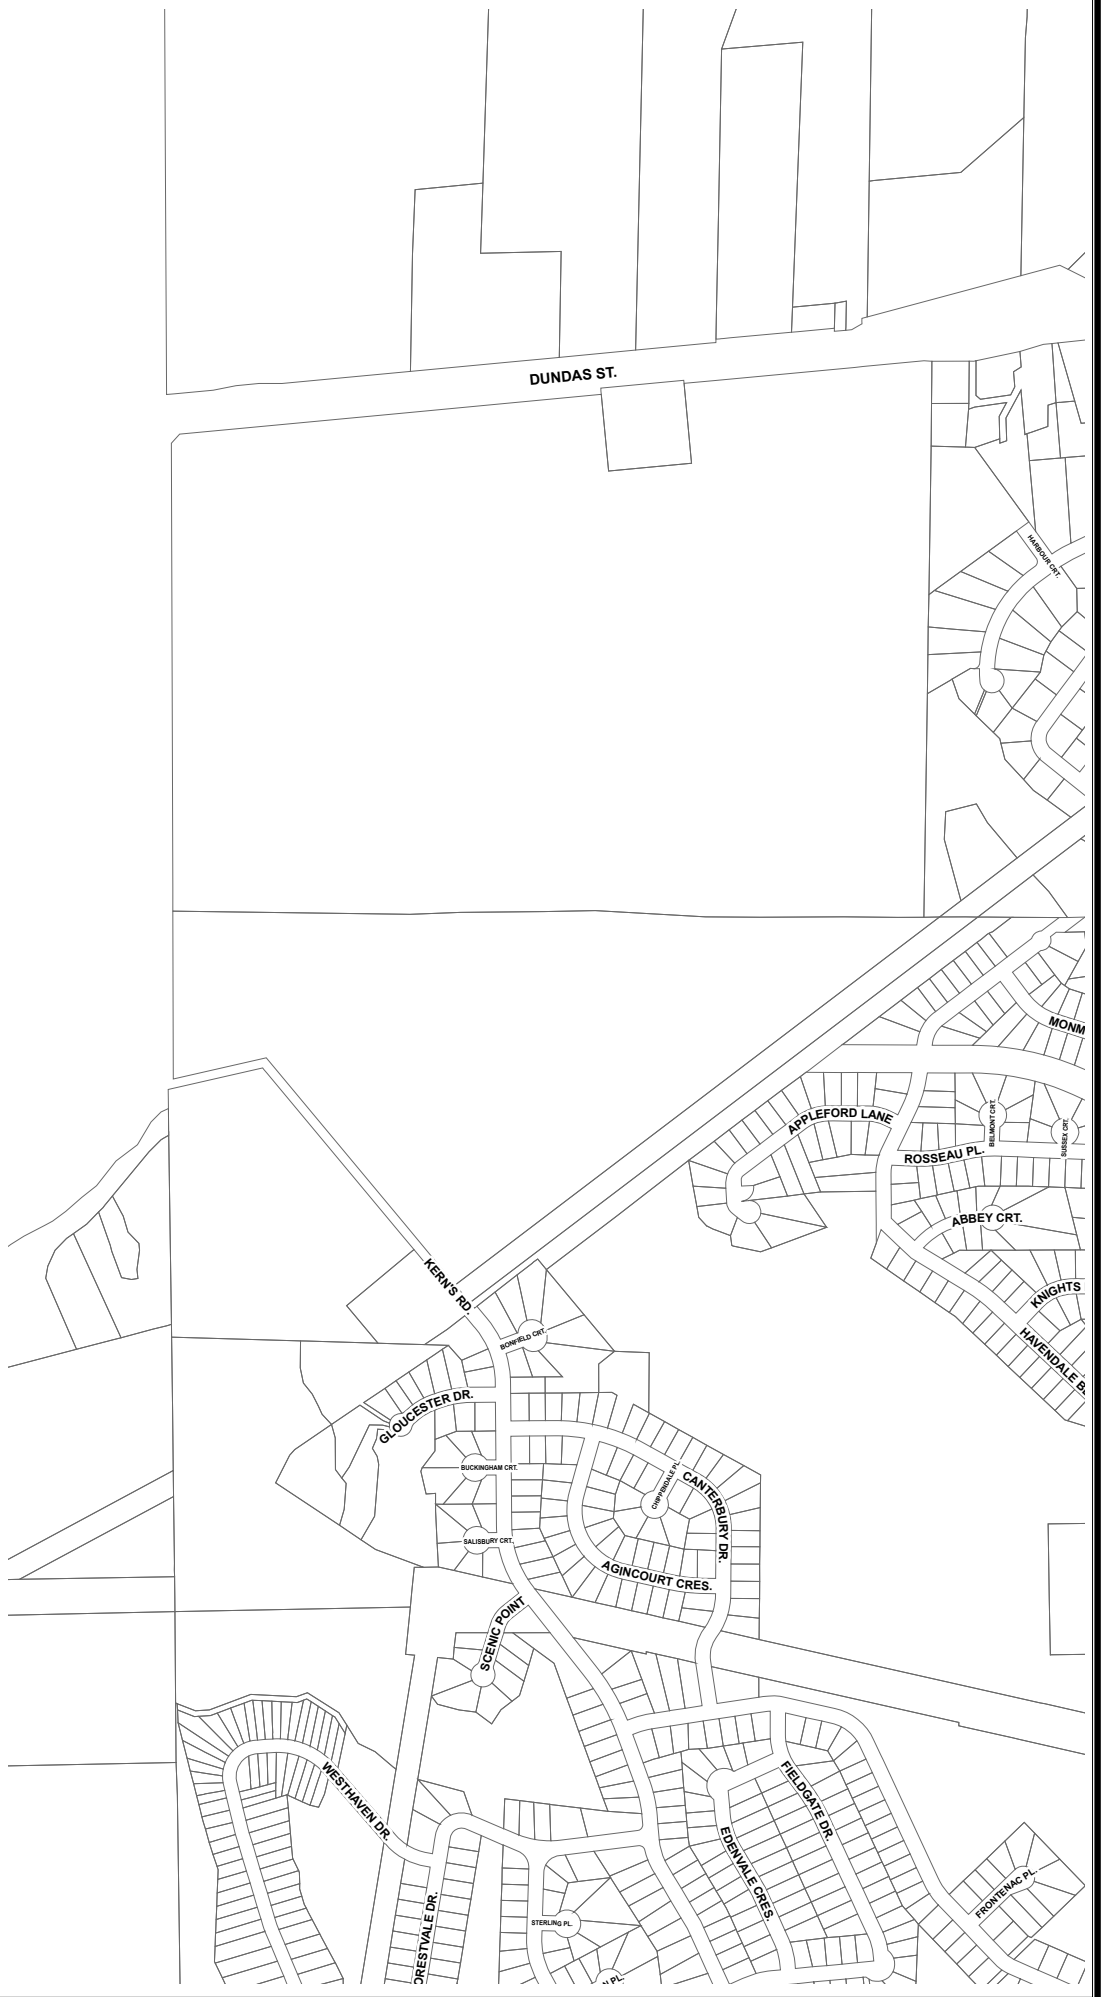 DUNDAS ST.
HARBOUR CRT.
MONM
APPLEFORD LANE
BELMONT CRT.
SUSSEX CRT.
ROSSEAU PL.
ABBEY CRT.
KERN'S RD.
KNIGHTS
BONFIELD CRT.
HAVENDALE B
GLOUCESTER DR.
BUCKINGHAM CRT.
CHIPPENDALE PL.
CANTERBURY DR.
SALISBURY CRT.
AGINCOURT CRES.
SCENIC POINT
WESTHAVEN DR.
FIELDGATE DR.
EDENVALE CRES.
FRONTENAC PL.
ORESTVALE DR.
STERLING PL.
N PL.